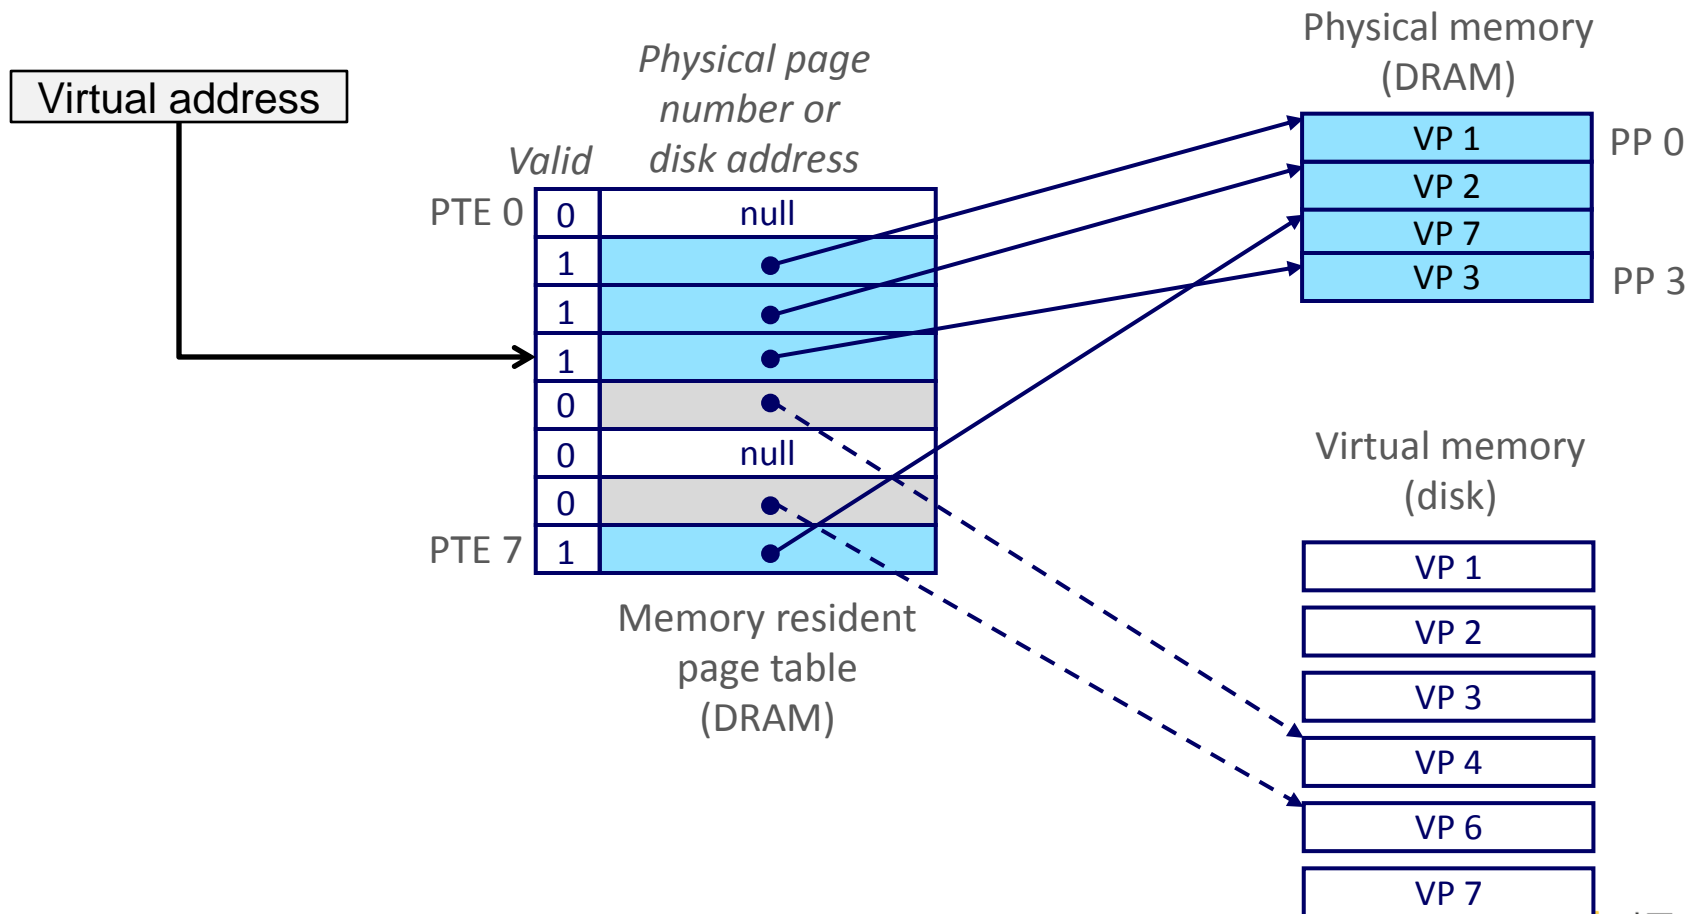 Virtual address
Physical page
number or
disk address
Valid
PTE 0
0
null
1
1
1
0
0
null
0
PTE 7
1
Memory resident
page table
(DRAM)
Physical memory
(DRAM)
VP 1
PP 0
VP 2
VP 7
VP 3
PP 3
Virtual memory
(disk)
VP 1
VP 2
VP 3
VP 4
VP 6
VP 7